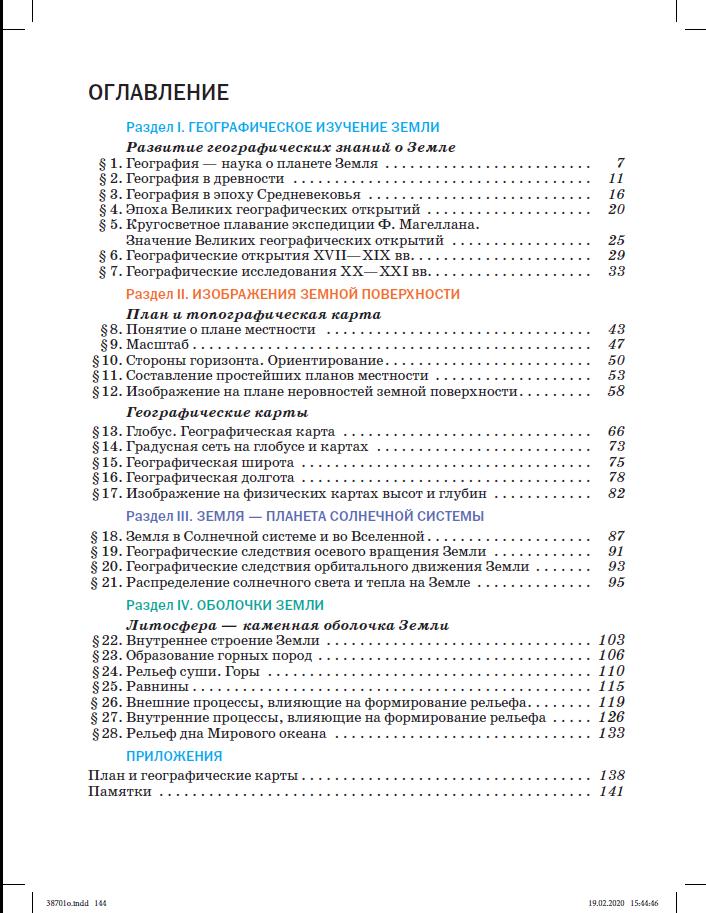 ОГЛАВЛЕНИЕ
Раздел I. ГЕОГРАФИЧЕСКОЕ ИЗУЧЕНИЕ ЗЕМЛИ
Развитие географических знаний о Земле
§ 1. География — наука о планете Земля . . . . . . . . . . . . . . . . . . . . . . . . . 7
§ 2. География в древности . . . . . . . . . . . . . . . . . . . . . . . . . . . . . . . . . 11
§ 3. География в эпоху Средневековья . . . . . . . . . . . . . . . . . . . . . . . . . . . 16
§ 4. Эпоха Великих географических открытий . . . . . . . . . . . . . . . . . . . . 20
§ 5. Кругосветное плавание экспедиции Ф. Магеллана.
Значение Великих географических открытий . . . . . . . . . . . . . . . . . 25
§ 6. Географические открытия XVII—XIX вв. . . . . . . . . . . . . . . . . . . . . . 29
§ 7. Географические исследования XX—XXI вв. . . . . . . . . . . . . . . . . . . . 33
Раздел II. ИЗОБРАЖЕНИЯ ЗЕМНОЙ ПОВЕРХНОСТИ
План и топографическая карта
§8. Понятие о плане местности . . . . . . . . . . . . . . . . . . . . . . . . . . . . . . . . 43
§9. Масштаб . . . . . . . . . . . . . . . . . . . . . . . . . . . . . . . . . . . . . . . . . . . . . . . 47
§10. Стороны горизонта. Ориентирование . . . . . . . . . . . . . . . . . . . . . . . . . 50
§11. Составление простейших планов местности . . . . . . . . . . . . . . . . . . . 53
§12. Изображение на плане неровностей земной поверхности . . . . . . . . . 58
Географические карты
§13. Глобус. Географическая карта . . . . . . . . . . . . . . . . . . . . . . . . . . . . . . 66
§14. Градусная сеть на глобусе и картах . . . . . . . . . . . . . . . . . . . . . . . . . . 73
§15. Географическая широта . . . . . . . . . . . . . . . . . . . . . . . . . . . . . . . . . . . 75
§16. Географическая долгота . . . . . . . . . . . . . . . . . . . . . . . . . . . . . . . . . . . 78
§17. Изображение на физических картах высот и глубин . . . . . . . . . . . . 82
Раздел III. ЗЕМЛЯ — ПЛАНЕТА СОЛНЕЧНОЙ СИСТЕМЫ
§ 18. Земля в Солнечной системе и во Вселенной . . . . . . . . . . . . . . . . . . . . 87
§ 19. Географические следствия осевого вращения Земли . . . . . . . . . . . . 91
§ 20. Географические следствия орбитального движения Земли . . . . . . . 93
§ 21. Распределение солнечного света и тепла на Земле . . . . . . . . . . . . . . 95
Раздел IV. ОБОЛОЧКИ ЗЕМЛИ
Литосфера — каменная оболочка Земли
§22. Внутреннее строение Земли . . . . . . . . . . . . . . . . . . . . . . . . . . . . . . . . 103
§23. Образование горных пород . . . . . . . . . . . . . . . . . . . . . . . . . . . . . . . . . 106
§24. Рельеф суши. Горы . . . . . . . . . . . . . . . . . . . . . . . . . . . . . . . . . . . . . . . 110
§25. Равнины . . . . . . . . . . . . . . . . . . . . . . . . . . . . . . . . . . . . . . . . . . . . . . . 115
§ 26. Внешние процессы, влияющие на формирование рельефа . . . . . . . . 119
§ 27. Внутренние процессы, влияющие на формирование рельефа . . . . . 126
§28. Рельеф дна Мирового океана . . . . . . . . . . . . . . . . . . . . . . . . . . . . . . . 133
ПРИЛОЖЕНИЯ
План и географические карты . . . . . . . . . . . . . . . . . . . . . . . . . . . . . . . . . . . 138
Памятки . . . . . . . . . . . . . . . . . . . . . . . . . . . . . . . . . . . . . . . . . . . . . . . . . . . . 141
38701o.indd 144 19.02.2020 15:44:46